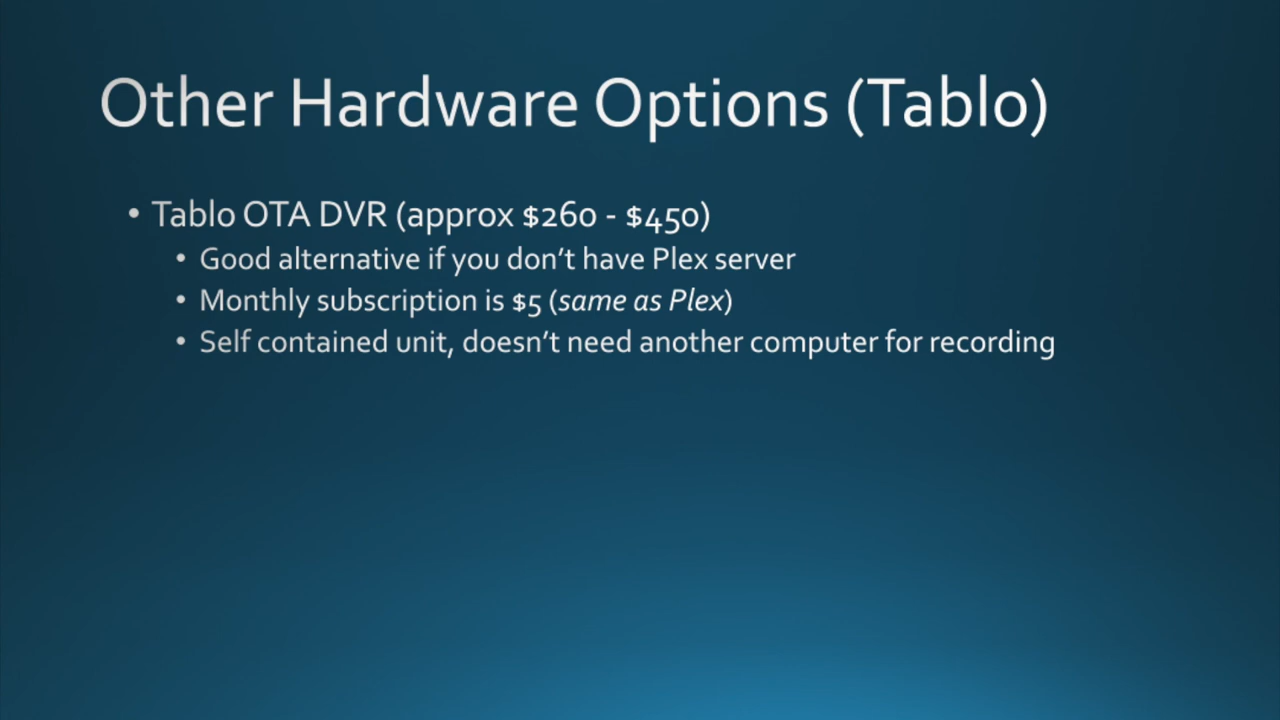 Other Hardware Options (Tablo)
• Tablo OTA DVR (approx $260 - $450)
• Good alternative if you don’t have Plex server
• Monthly subscription is $5 (same as Plex)
• Self contained unit, doesn’t need another computer for recording